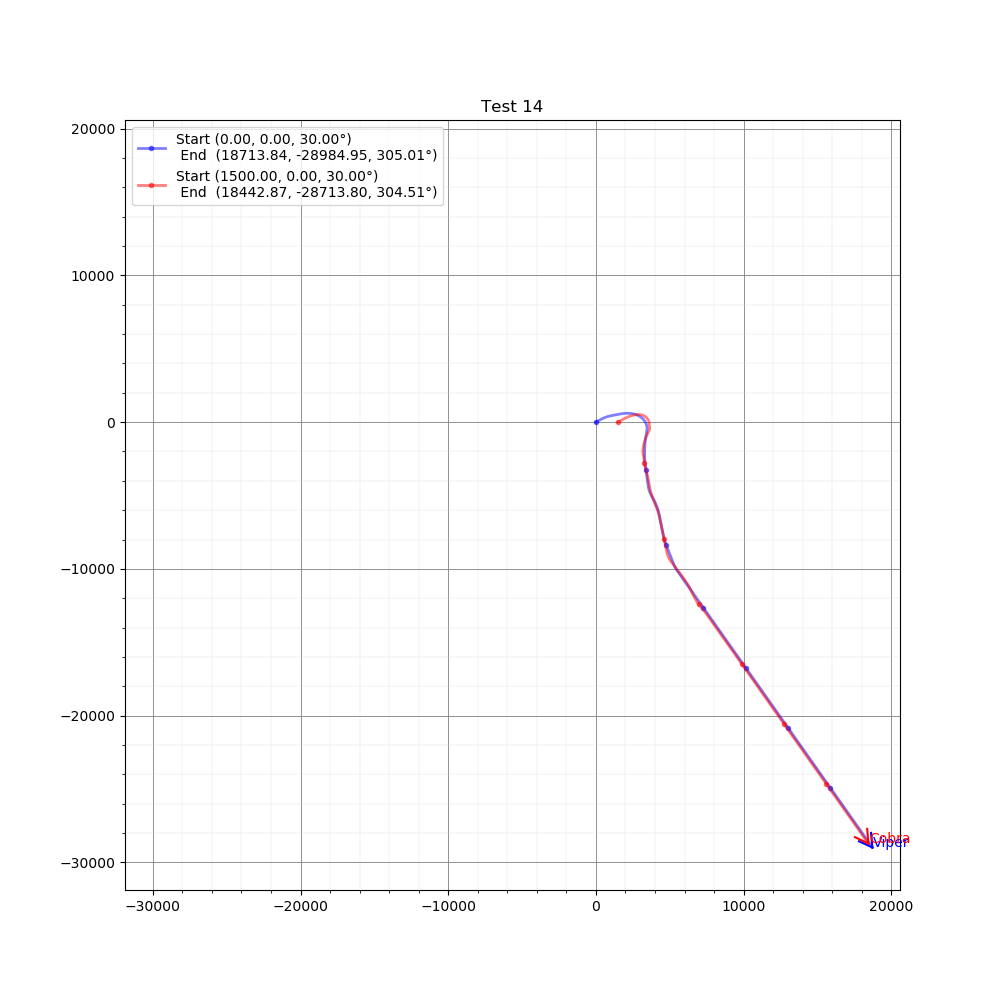 Test 14
Start (0.00, 0.00, 30.00°)
End  (18713.84, -28984.95, 305.01°)
Start (1500.00, 0.00, 30.00°)
End  (18442.87, -28713.80, 304.51°)
20000
10000
0
−10000
−20000
−30000
Cobra
Viper
−30000
−20000
−10000
0
10000
20000